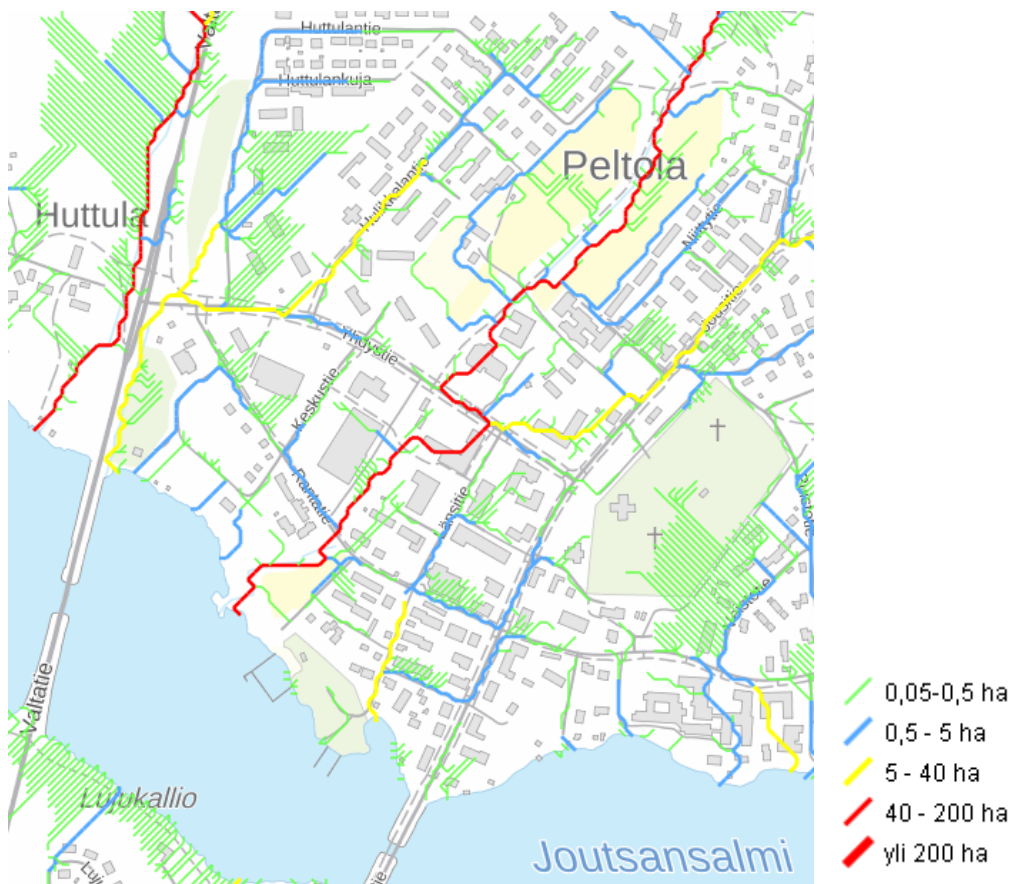 Huttulantie
Huttulankuja
Peltola
Huttula
Huikkalantie
Niittytie
Jousitie
Yhdystie
Keskustie
Rantatie
Länsitie
Valtatie
Lujukallio
Joutsansalmi
0,05-0,5 ha
0,5 - 5 ha
5 - 40 ha
40 - 200 ha
yli 200 ha